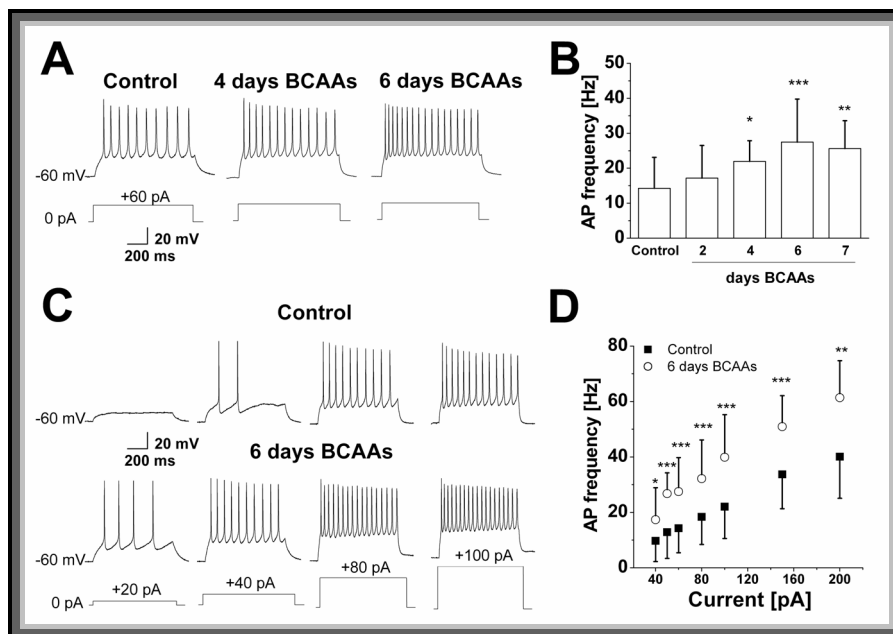 A
Control
4 days BCAAs
6 days BCAAs
-60 mV
+60 pA
0 pA
20 mV
200 ms
B
AP frequency [Hz]
50
40
30
20
10
0
*
***
**
Control
2
4
6
7
days BCAAs
C
Control
-60 mV
20 mV
200 ms
6 days BCAAs
-60 mV
+20 pA
+40 pA
+80 pA
+100 pA
0 pA
D
AP frequency [Hz]
80
60
40
20
0
Control
6 days BCAAs
*
***
***
***
***
***
**
40
80
120
160
200
Current [pA]